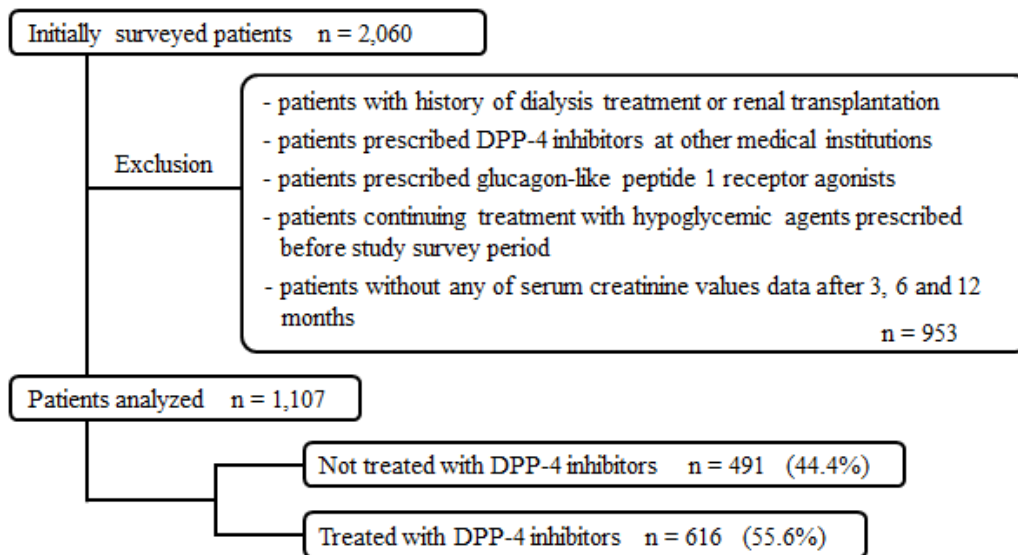 Initially surveyed patients n = 2,060
- patients with history of dialysis treatment or renal transplantation
- patients prescribed DPP-4 inhibitors at other medical institutions
Exclusion
- patients prescribed glucagon-like peptide 1 receptor agonists
- patients continuing treatment with hypoglycemic agents prescribed
before study survey period
- patients without any of serum creatinine values data after 3, 6 and 12
months
n = 953
Patients analyzed n = 1,107
Not treated with DPP-4 inhibitors n = 491 (44.4%)
Treated with DPP-4 inhibitors n = 616 (55.6%)